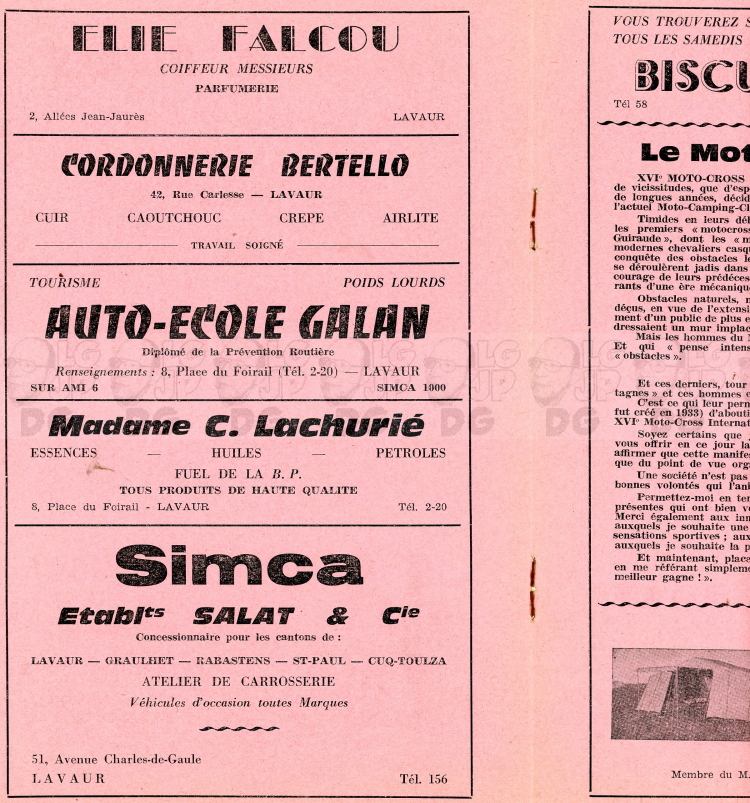 ELIE FALCOU
COIFFEUR MESSIEURS
PARFUMERIE
2, Allées Jean-Jaurès LAVAUR
CORDONNERIE BERTELLO
42, Rue Carlesse — LAVAUR
CUIR CAOUTCHOUC CREPE AIRLITE
TRAVAIL SOIGNÉ
TOURISME POIDS LOURDS
AUTO-ECOLE GALAN
Diplômé de la Prévention Routière
Renseignements : 8, Place du Foirail (Tél. 2-20) — LAVAUR
SUR AMI 6 SIMCA 1000
Madame C. Lachurié
ESSENCES — HUILES — PETROLES
FUEL DE LA B. P.
TOUS PRODUITS DE HAUTE QUALITE
8, Place du Foirail - LAVAUR Tél. 2-20
Simca
Etablts SALAT & Cie
Concessionnaire pour les cantons de :
LAVAUR — GRAULHET — RABASTENS — ST-PAUL — CUQ-TOULZA
ATELIER DE CARROSSERIE
Véhicules d'occasion toutes Marques
51, Avenue Charles-de-Gaule
LAVAUR Tél. 156
VOUS TROUVEREZ
TOUS LES SAMEDIS
BISCU
Tél 58
Le Mot
XVIe MOTO-CROSS
de vicissitudes, que d'esp
de longues années, décid
l'actuel Moto-Camping-Cl
Timides en leurs déb
les premiers « motocross
Guiraude », dont les « m
modernes chevaliers casqu
conquête des obstacles le
se déroulèrent jadis dans
courage de leurs prédéces
rants d'une ère mécanique
Obstacles naturels, n
déçus, en vue de l'extensi
ment d'un public de plus e
dressaient un mur implac
Mais les hommes du M
Et qui « pense intens
« obstacles ».
Et ces derniers, tour
tagnes » et ces hommes e
C'est ce qui leur perm
fut créé en 1933) d'abouti
XVIe Moto-Cross Internat
Soyez certains que
vous offrir en ce jour la
affirmer que cette manifes
que du point de vue orga
Une société n'est pas
bonnes volontés qui l'ani
Permettez-moi en ter
présentes qui ont bien vo
Merci également aux inn
auxquels je souhaite une
sensations sportives ; aux
auxquels je souhaite la p
Et maintenant, place
en me référant simpleme
meilleur gagne ! ».
Membre du M.